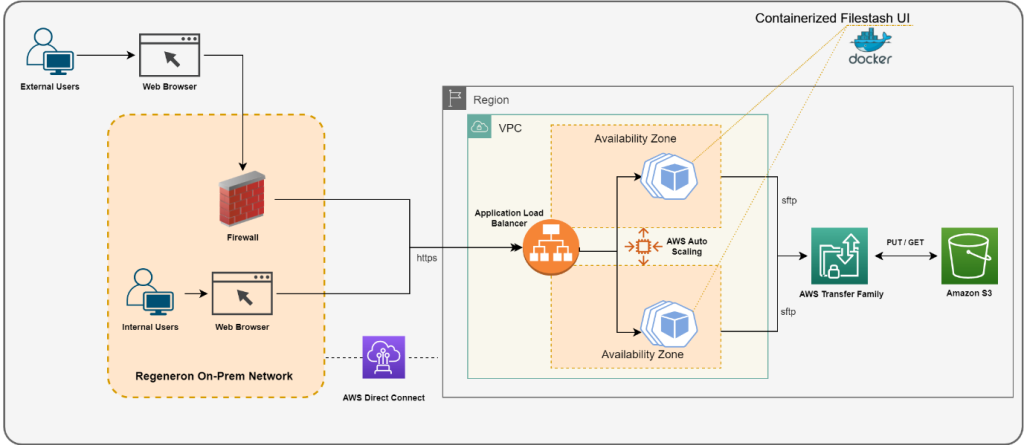 Containerized Filestash UI
docker
External Users
Web Browser
Region
VPC
Availability Zone
Application Load
Balancer
AWS Auto
Scaling
sftp
Firewall
https
PUT / GET
AWS Transfer Family
Amazon S3
sftp
Internal Users
Web Browser
Availability Zone
Regeneron On-Prem Network
AWS Direct Connect